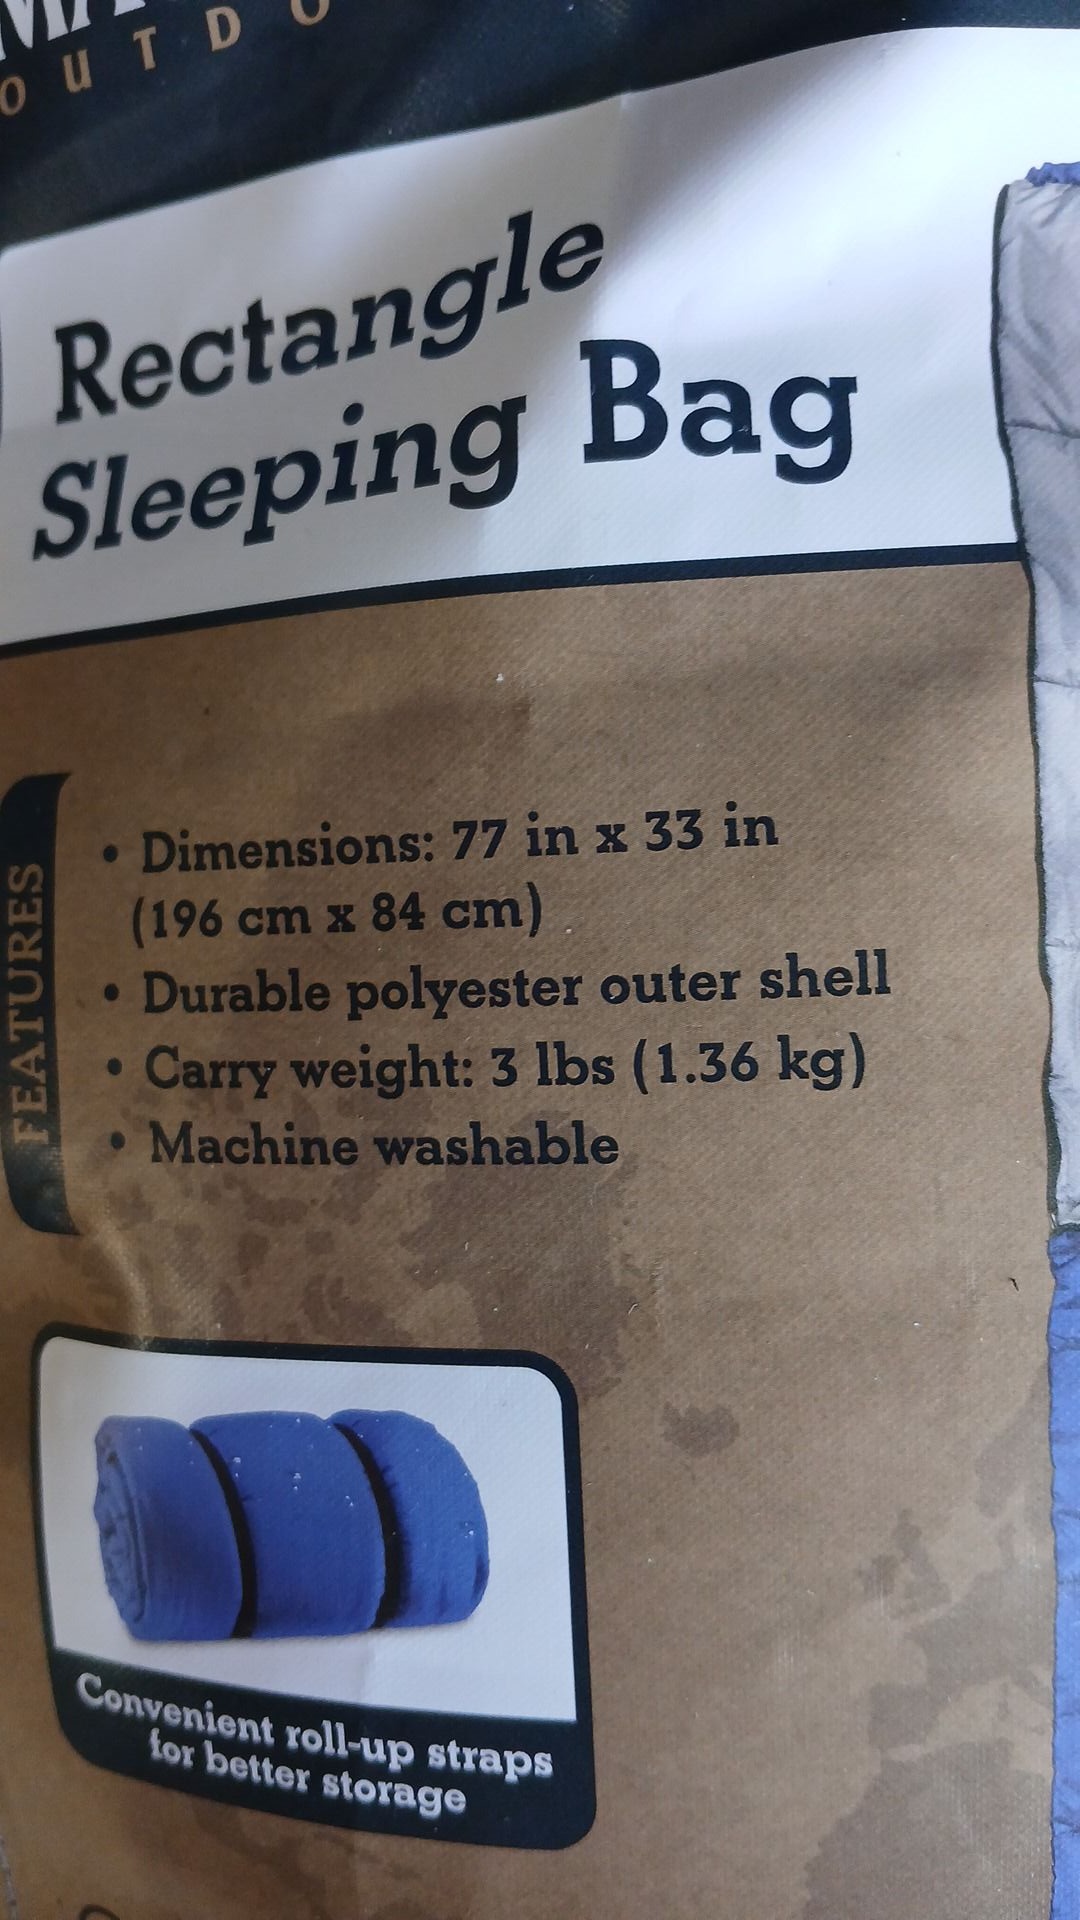 OUTDO
Rectangle
Sleeping Bag
FEATURES
• Dimensions: 77 in x 33 in
(196 cm x 84 cm)
• Durable polyester outer shell
• Carry weight: 3 lbs (1.36 kg)
• Machine washable
Convenient roll-up straps
for better storage